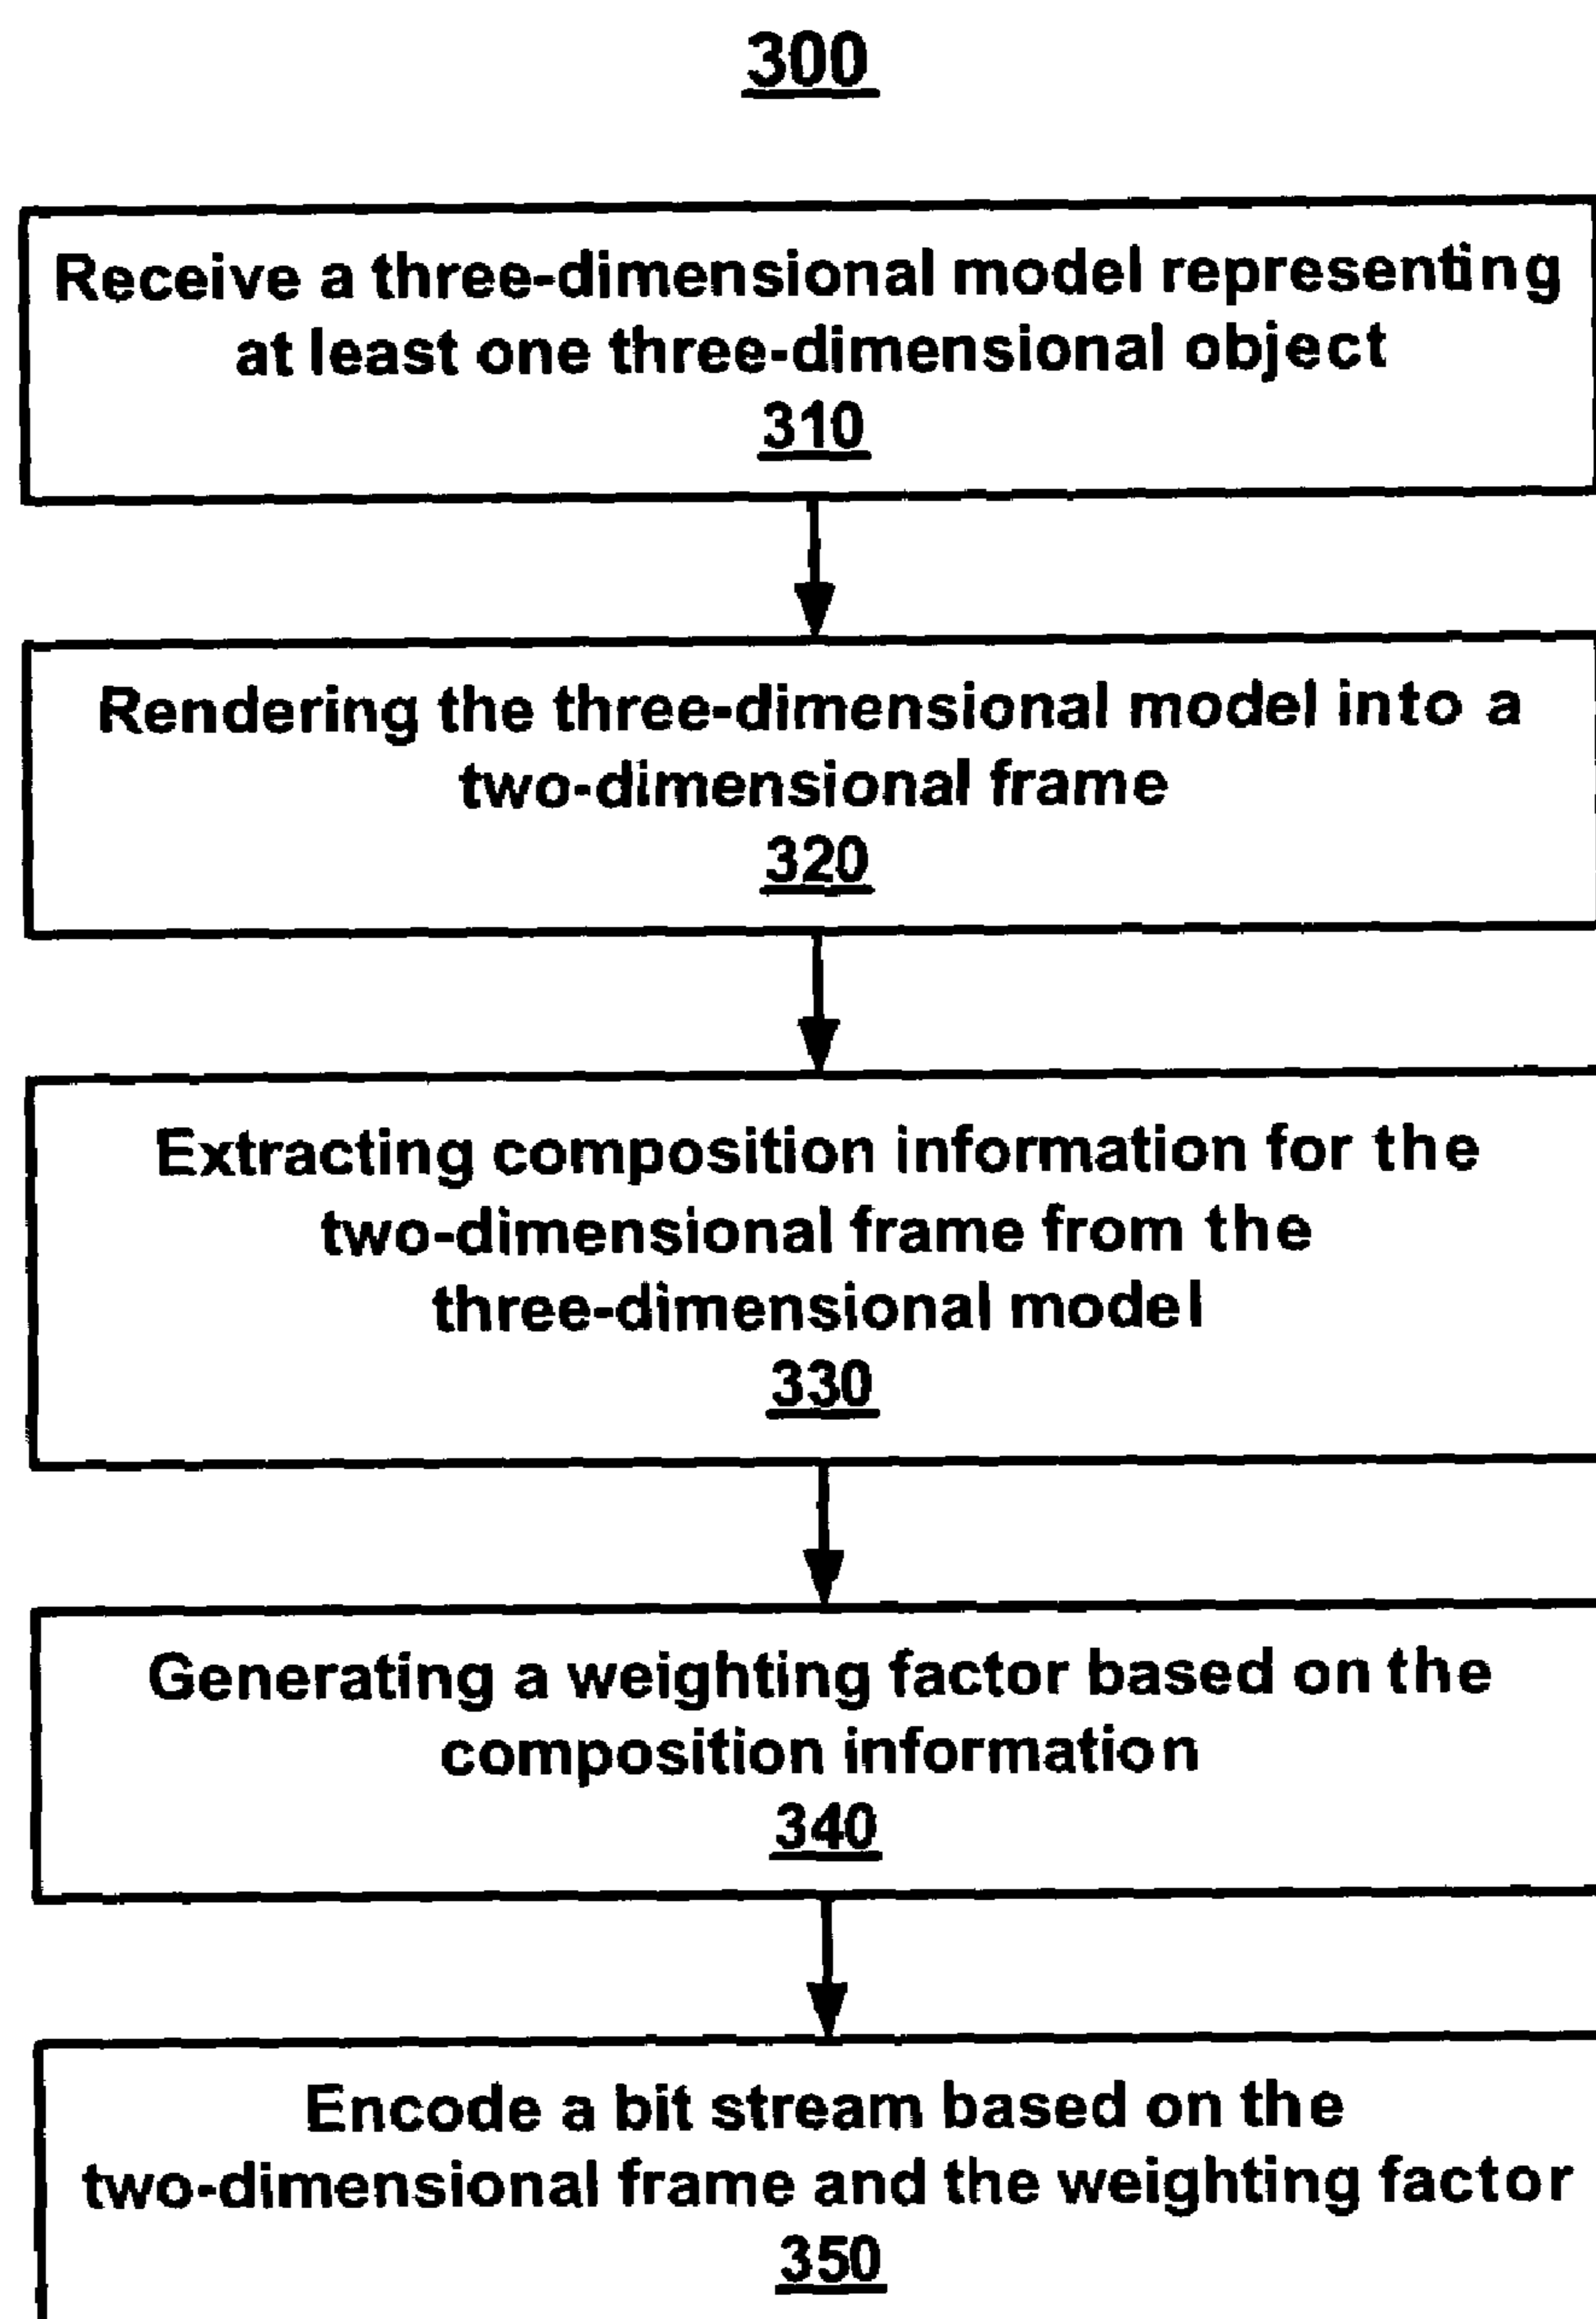 300
Receive a three-dimensional model representing
at least one three-dimensional object
310
Rendering the three-dimensional model into a
two-dimensional frame
320
Extracting composition information for the
two-dimensional frame from the
three-dimensional model
330
Generating a weighting factor based on the
composition information
340
Encode a bit stream based on the
two-dimensional frame and the weighting factor
350